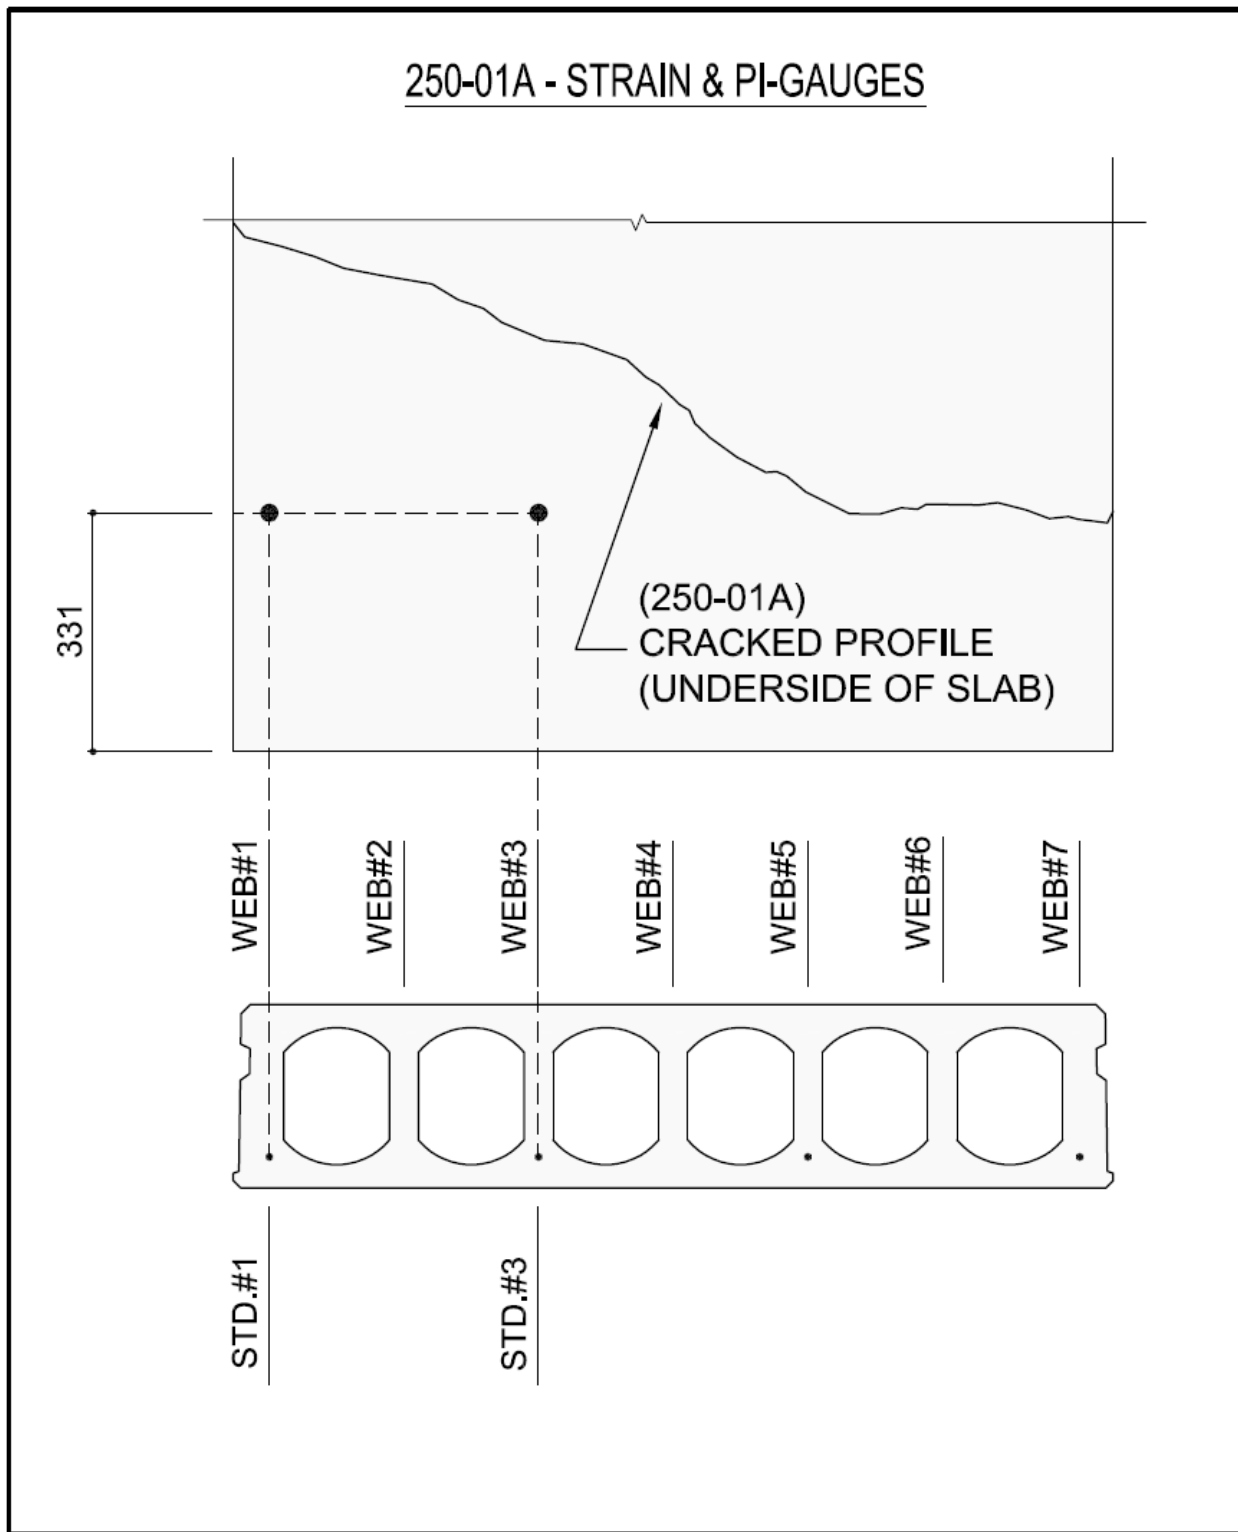 250-01A - STRAIN & PI-GAUGES
331
(250-01A)
CRACKED PROFILE
(UNDERSIDE OF SLAB)
WEB#1
WEB#2
WEB#3
WEB#4
WEB#5
WEB#6
WEB#7
STD.#1
STD.#3